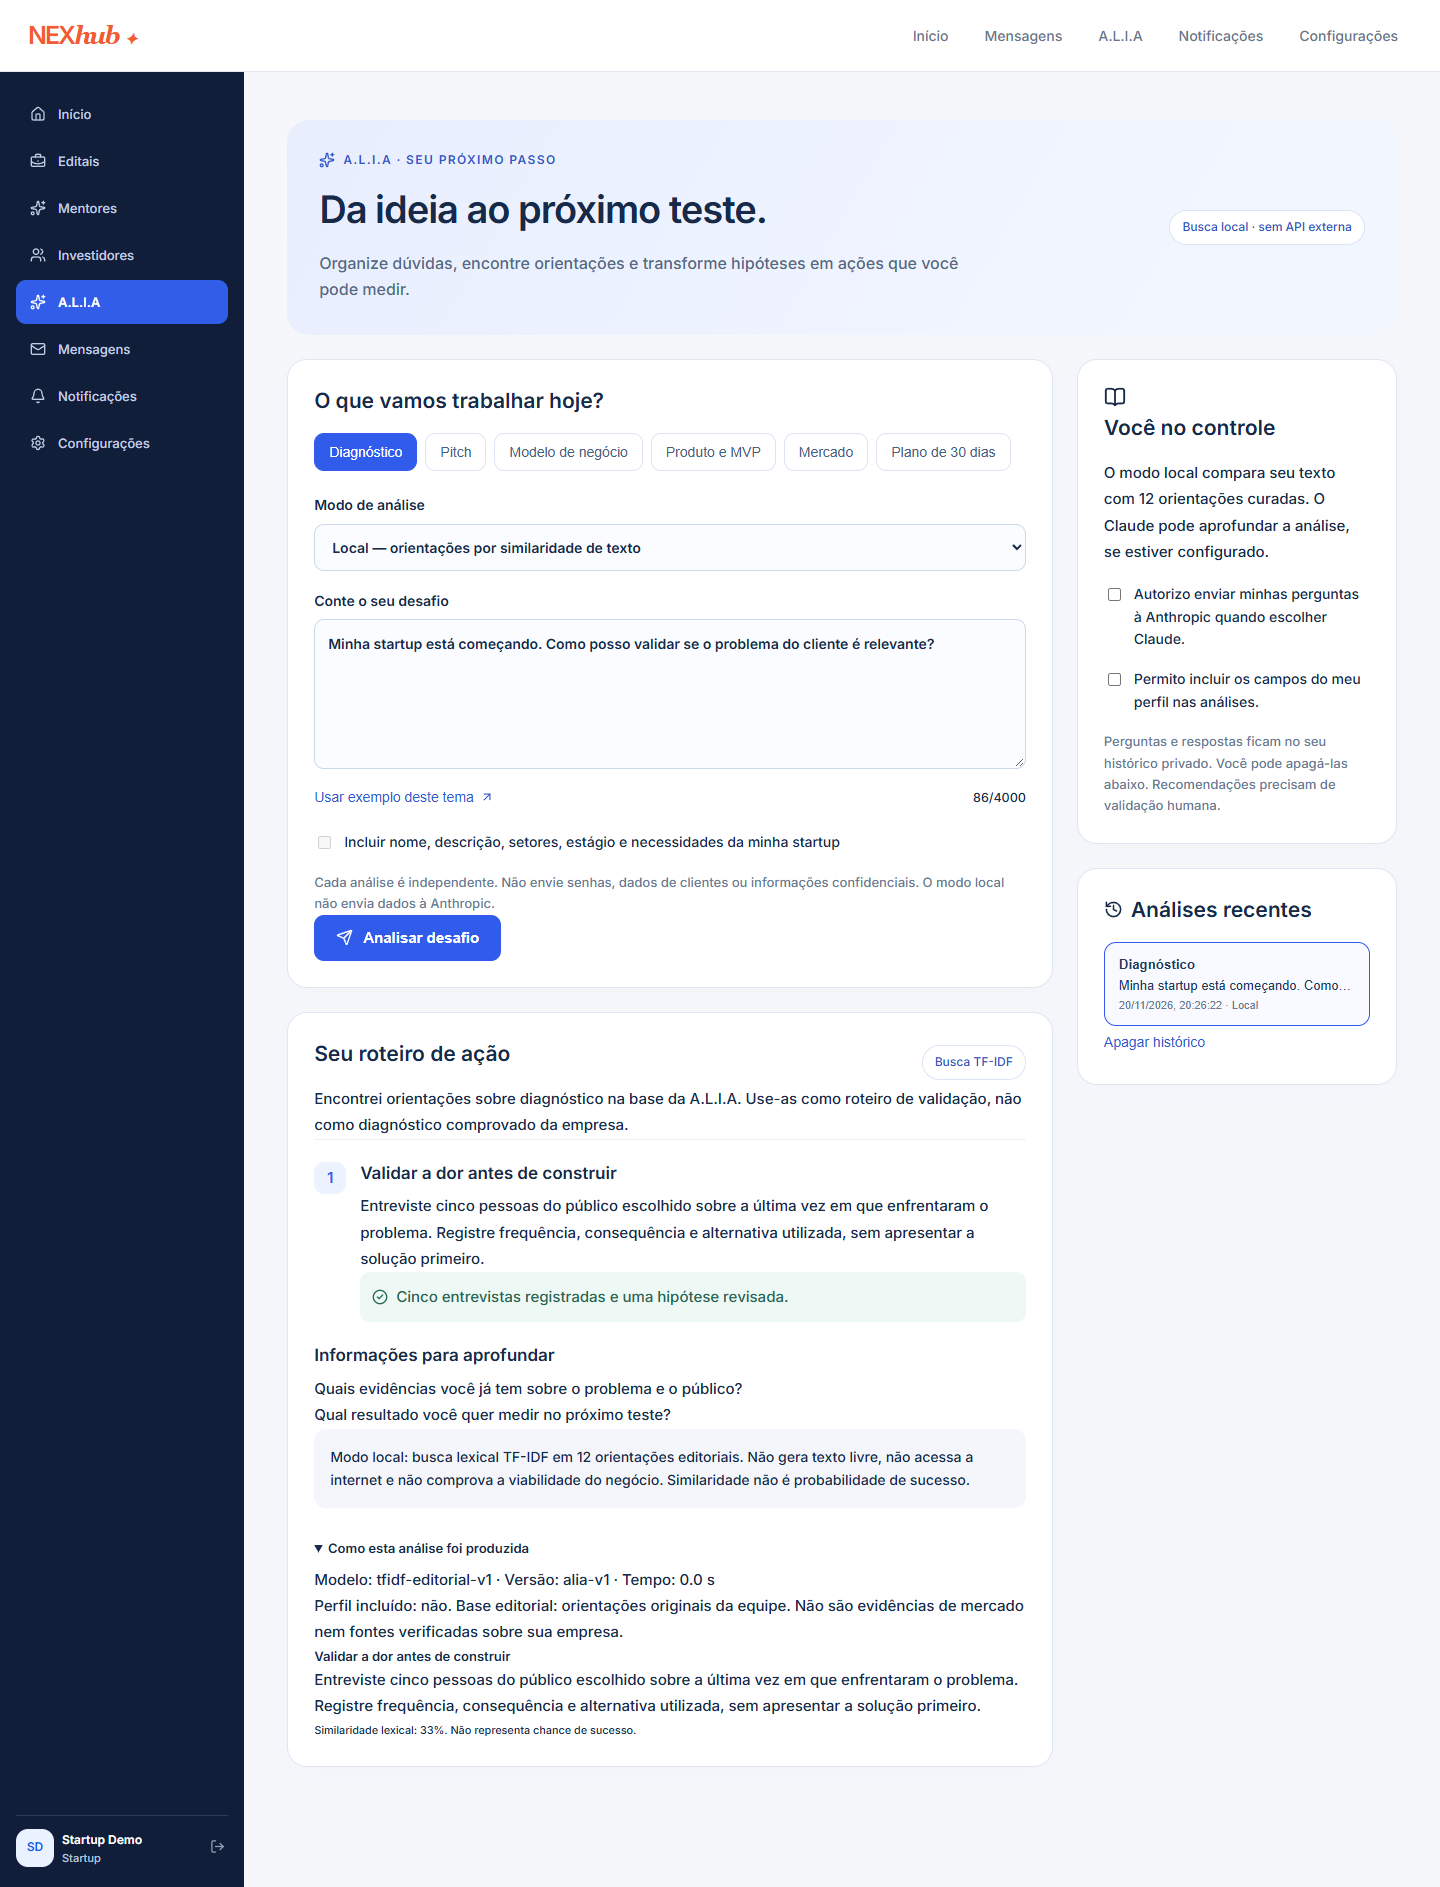 NEXhub
Início
Mensagens
A.L.I.A
Notificações
Configurações
Início
Editais
Mentores
Investidores
A.L.I.A
Mensagens
Notificações
Configurações
A.L.I.A · SEU PRÓXIMO PASSO
Da ideia ao próximo teste.
Organize dúvidas, encontre orientações e transforme hipóteses em ações que você
pode medir.
Busca local · sem API externa
O que vamos trabalhar hoje?
Diagnóstico
Pitch
Modelo de negócio
Produto e MVP
Mercado
Plano de 30 dias
Modo de análise
Local — orientações por similaridade de texto
Conte o seu desafio
Minha startup está começando. Como posso validar se o problema do cliente é relevante?
Usar exemplo deste tema
86/4000
Incluir nome, descrição, setores, estágio e necessidades da minha startup
Cada análise é independente. Não envie senhas, dados de clientes ou informações confidenciais. O modo local
não envia dados à Anthropic.
Analisar desafio
Você no controle
O modo local compara seu texto
com 12 orientações curadas. O
Claude pode aprofundar a análise,
se estiver configurado.
Autorizo enviar minhas perguntas
à Anthropic quando escolher
Claude.
Permito incluir os campos do meu
perfil nas análises.
Perguntas e respostas ficam no seu
histórico privado. Você pode apagá-las
abaixo. Recomendações precisam de
validação humana.
Análises recentes
Diagnóstico
Minha startup está começando. Como...
20/11/2026, 20:26:22 · Local
Apagar histórico
Seu roteiro de ação
Busca TF-IDF
Encontrei orientações sobre diagnóstico na base da A.L.I.A. Use-as como roteiro de validação, não
como diagnóstico comprovado da empresa.
1
Validar a dor antes de construir
Entreviste cinco pessoas do público escolhido sobre a última vez em que enfrentaram o
problema. Registre frequência, consequência e alternativa utilizada, sem apresentar a
solução primeiro.
Cinco entrevistas registradas e uma hipótese revisada.
Informações para aprofundar
Quais evidências você já tem sobre o problema e o público?
Qual resultado você quer medir no próximo teste?
Modo local: busca lexical TF-IDF em 12 orientações editoriais. Não gera texto livre, não acessa a
internet e não comprova a viabilidade do negócio. Similaridade não é probabilidade de sucesso.
Como esta análise foi produzida
Modelo: tfidf-editorial-v1 · Versão: alia-v1 · Tempo: 0.0 s
Perfil incluído: não. Base editorial: orientações originais da equipe. Não são evidências de mercado
nem fontes verificadas sobre sua empresa.
Validar a dor antes de construir
Entreviste cinco pessoas do público escolhido sobre a última vez em que enfrentaram o problema.
Registre frequência, consequência e alternativa utilizada, sem apresentar a solução primeiro.
Similaridade lexical: 33%. Não representa chance de sucesso.
SD
Startup Demo
Startup